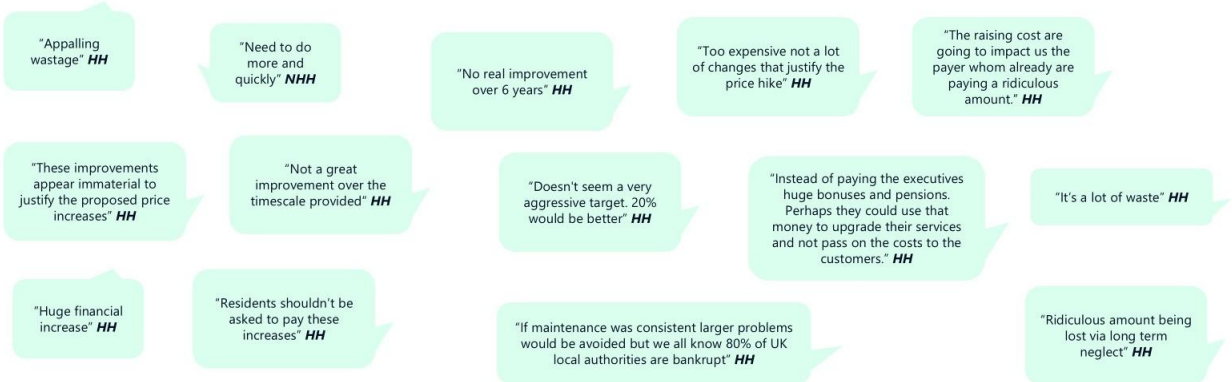 “Appalling
wastage” HH
“Need to do
more and
quickly” NHH
“No real improvement
over 6 years” HH
“Too expensive not a lot
of changes that justify the
price hike” HH
“The raising cost are
going to impact us the
payer whom already are
paying a ridiculous
amount.” HH
“These improvements
appear immaterial to
justify the proposed price
increases” HH
“Not a great
improvement over the
timescale provided” HH
“Doesn't seem a very
aggressive target. 20%
would be better” HH
“Instead of paying the executives
huge bonuses and pensions.
Perhaps they could use that
money to upgrade their services
and not pass on the costs to the
customers.” HH
“It’s a lot of waste” HH
“Huge financial
increase” HH
“Residents shouldn’t be
asked to pay these
increases” HH
“If maintenance was consistent larger problems
would be avoided but we all know 80% of UK
local authorities are bankrupt” HH
“Ridiculous amount being
lost via long term
neglect” HH